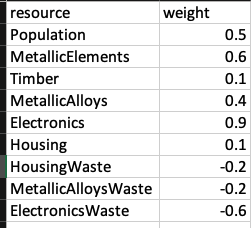 resource weight
Population 0.5
MetallicElements 0.6
Timber 0.1
MetallicAlloys 0.4
Electronics 0.9
Housing 0.1
HousingWaste -0.2
MetallicAlloysWaste -0.2
ElectronicsWaste -0.6